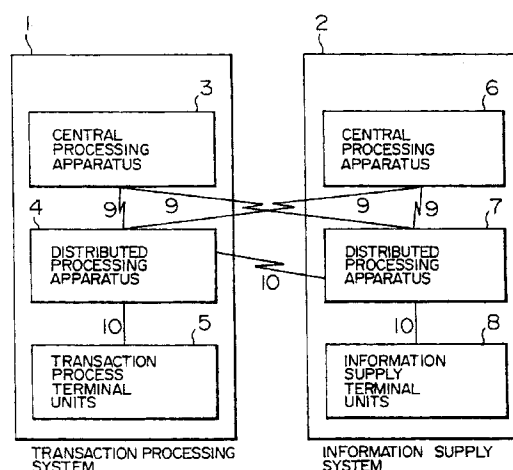 1
2
3
CENTRAL
PROCESSING
APPARATUS
6
CENTRAL
PROCESSING
APPARATUS
9
9
9
9
4
DISTRIBUTED
PROCESSING
APPARATUS
7
DISTRIBUTED
PROCESSING
APPARATUS
10
10
10
5
TRANSACTION
PROCESS
TERMINAL
UNITS
8
INFORMATION
SUPPLY
TERMINAL
UNITS
TRANSACTION PROCESSING
SYSTEM
INFORMATION SUPPLY
SYSTEM